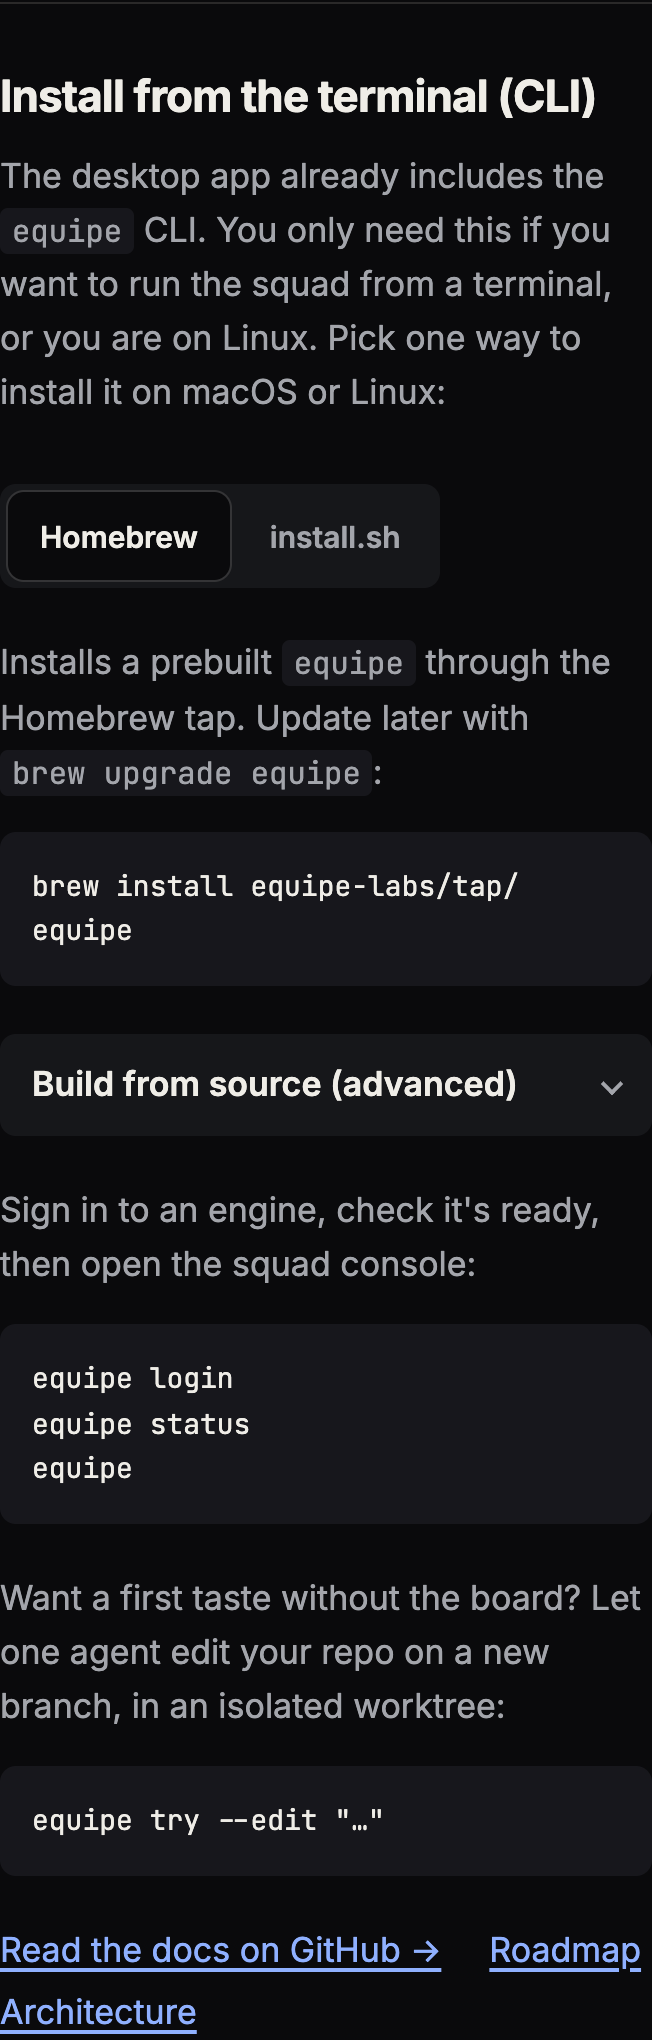 Install from the terminal (CLI)
The desktop app already includes the
equipe CLI. You only need this if you
want to run the squad from a terminal,
or you are on Linux. Pick one way to
install it on macOS or Linux:
Homebrew install.sh
Installs a prebuilt equipe through the
Homebrew tap. Update later with
brew upgrade equipe:
brew install equipe-labs/tap/
equipe
Build from source (advanced)
Sign in to an engine, check it's ready,
then open the squad console:
equipe login
equipe status
equipe
Want a first taste without the board? Let
one agent edit your repo on a new
branch, in an isolated worktree:
equipe try --edit "…"
Read the docs on GitHub → Roadmap
Architecture